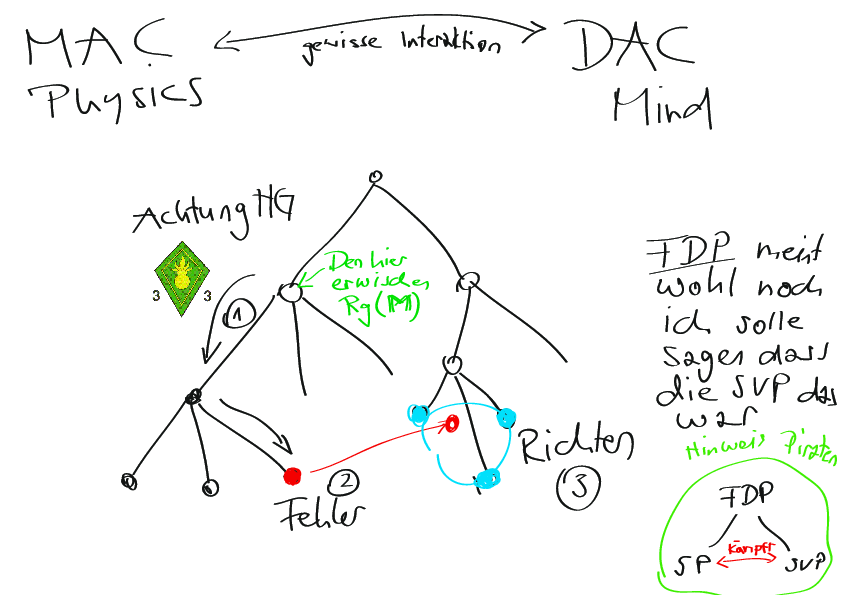 MAC
gewisse Interaktion
DAC
Physics
Mind
Achtung HG
3 3
Den hier
erwischen
Rg(M)
1
Fehler
2
Richten
3
FDP meint
wohl noch
ich solle
sagen dass
die SVP das
war
Hinweis Piraten
FDP
kämpft
SP
SVP